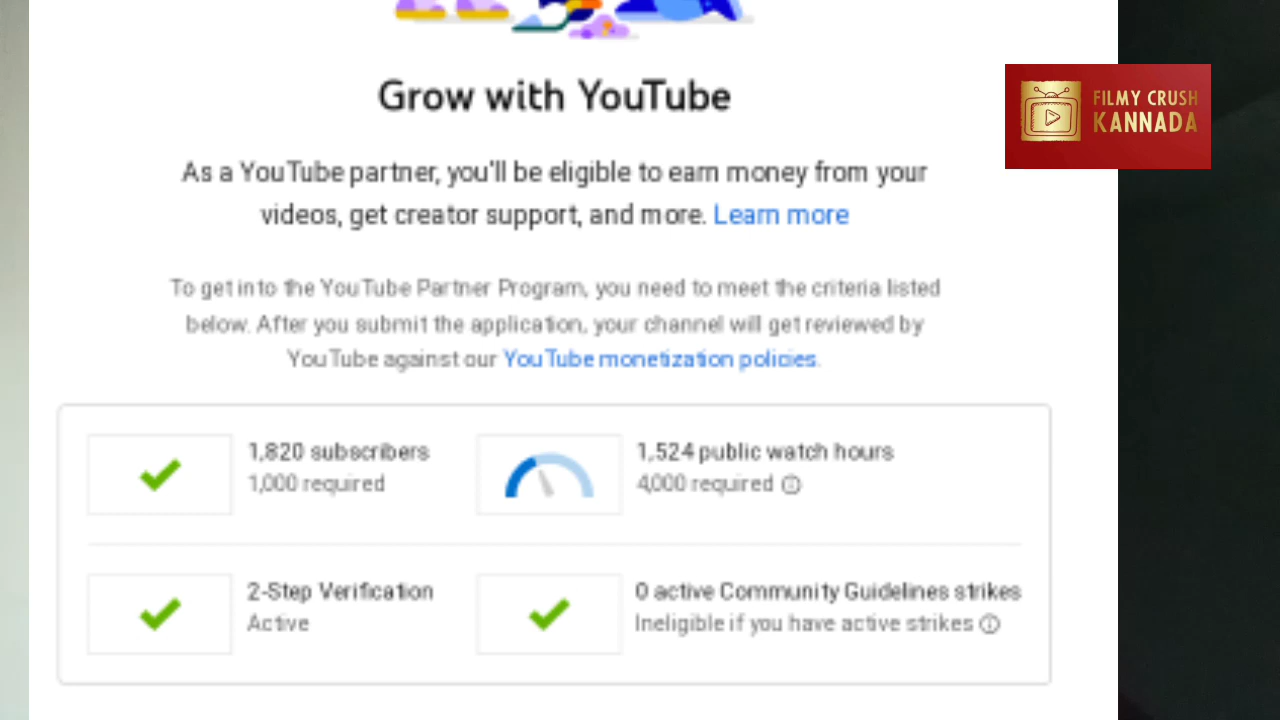 Grow with YouTube
FILMY CRUSH
KANNADA
As a YouTube partner, you'll be eligible to earn money from your
videos, get creator support, and more. Learn more
To get into the YouTube Partner Program, you need to meet the criteria listed
below. After you submit the application, your channel will get reviewed by
YouTube against our YouTube monetization policies.
1,820 subscribers
1,000 required
1,524 public watch hours
4,000 required
2-Step Verification
Active
0 active Community Guidelines strikes
Ineligible if you have active strikes